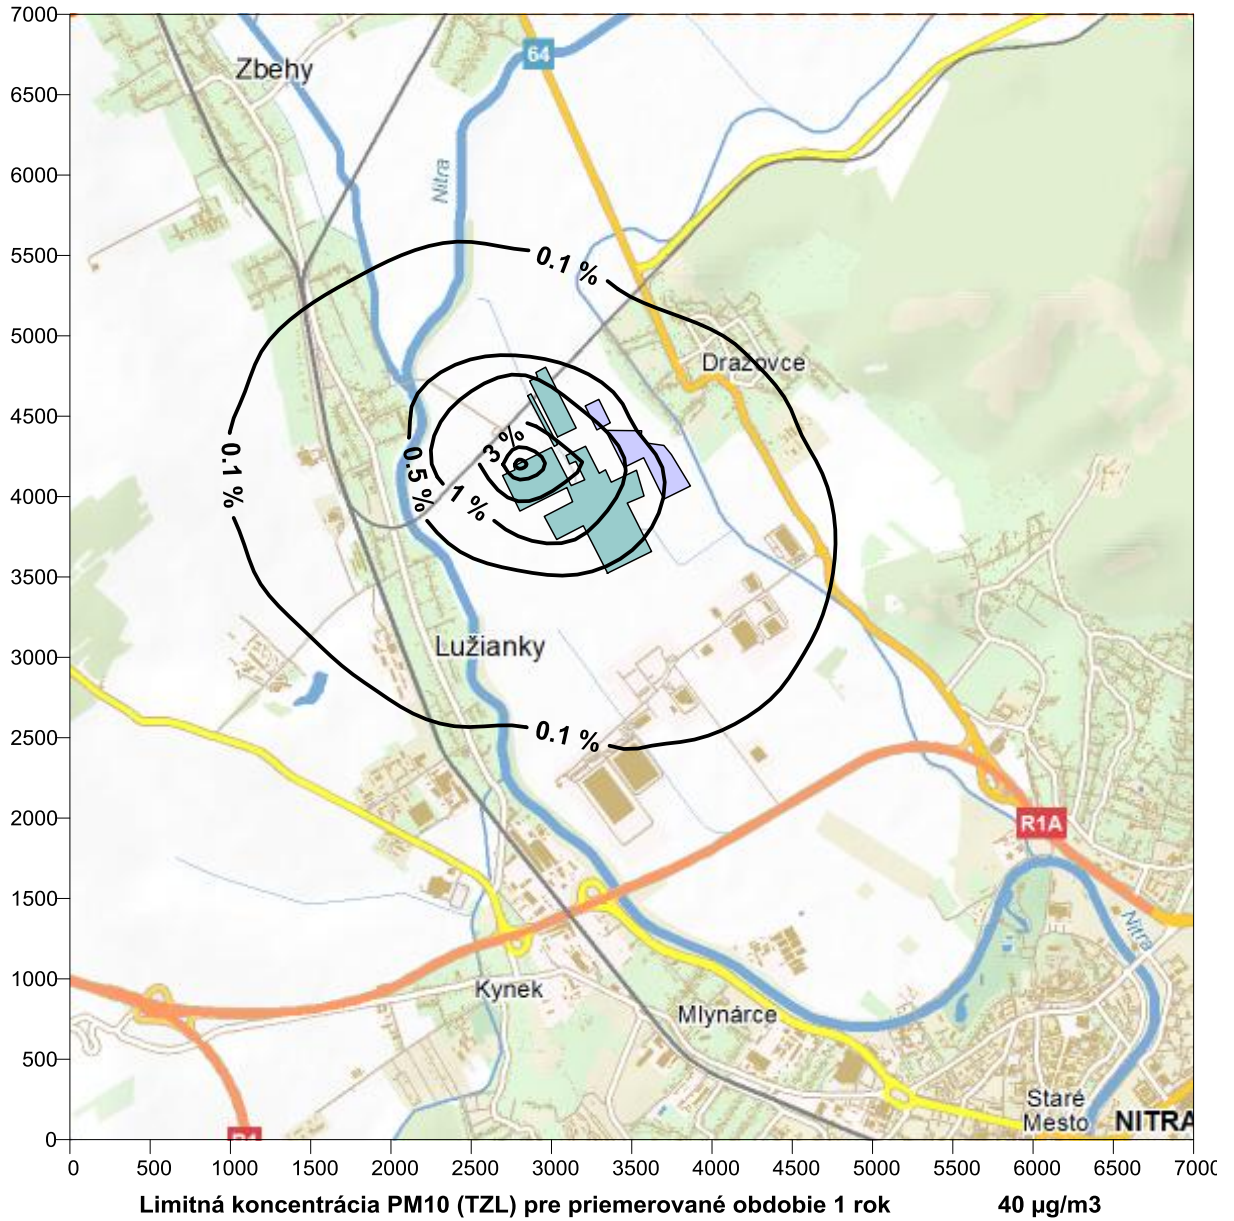 7000
6500
6000
5500
5000
4500
4000
3500
3000
2500
2000
1500
1000
500
0
Zbehy
64
Nitra
0.1 %
Dražovce
0.1 %
3 %
0.5 %
1 %
Lužianky
0.1 %
R1A
Nitra
Kynek
Mlynárce
Staré
Mesto
NITRA
0 500 1000 1500 2000 2500 3000 3500 4000 4500 5000 5500 6000 6500 7000
Limitná koncentrácia PM10 (TZL) pre priemerované obdobie 1 rok 40 µg/m3